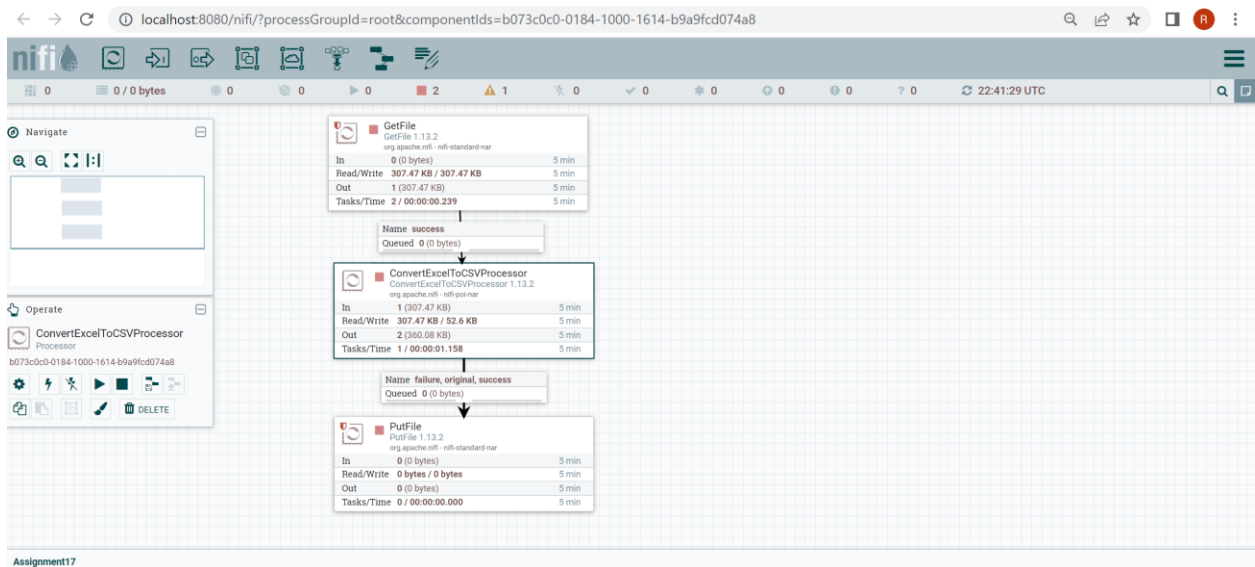 localhost:8080/nifi/?processGroupId=root&componentIds=b073c0c0-0184-1000-1614-b9a9fcd074a8
R
nifi
0 0 / 0 bytes 0 0 0 2 1 0 0 0 0 0 0 22:41:29 UTC
Navigate
Operate
ConvertExcelToCSVProcessor
Processor
b073c0c0-0184-1000-1614-b9a9fcd074a8
DELETE
GetFile
GetFile 1.13.2
org.apache.nifi - nifi-standard-nar
In 0 (0 bytes) 5 min
Read/Write 307.47 KB / 307.47 KB 5 min
Out 1 (307.47 KB) 5 min
Tasks/Time 2 / 00:00:00.239 5 min
Name success
Queued 0 (0 bytes)
ConvertExcelToCSVProcessor
ConvertExcelToCSVProcessor 1.13.2
org.apache.nifi - nifi-poi-nar
In 1 (307.47 KB) 5 min
Read/Write 307.47 KB / 52.6 KB 5 min
Out 2 (360.08 KB) 5 min
Tasks/Time 1 / 00:00:01.158 5 min
Name failure, original, success
Queued 0 (0 bytes)
PutFile
PutFile 1.13.2
org.apache.nifi - nifi-standard-nar
In 0 (0 bytes) 5 min
Read/Write 0 bytes / 0 bytes 5 min
Out 0 (0 bytes) 5 min
Tasks/Time 0 / 00:00:00.000 5 min
Assignment17